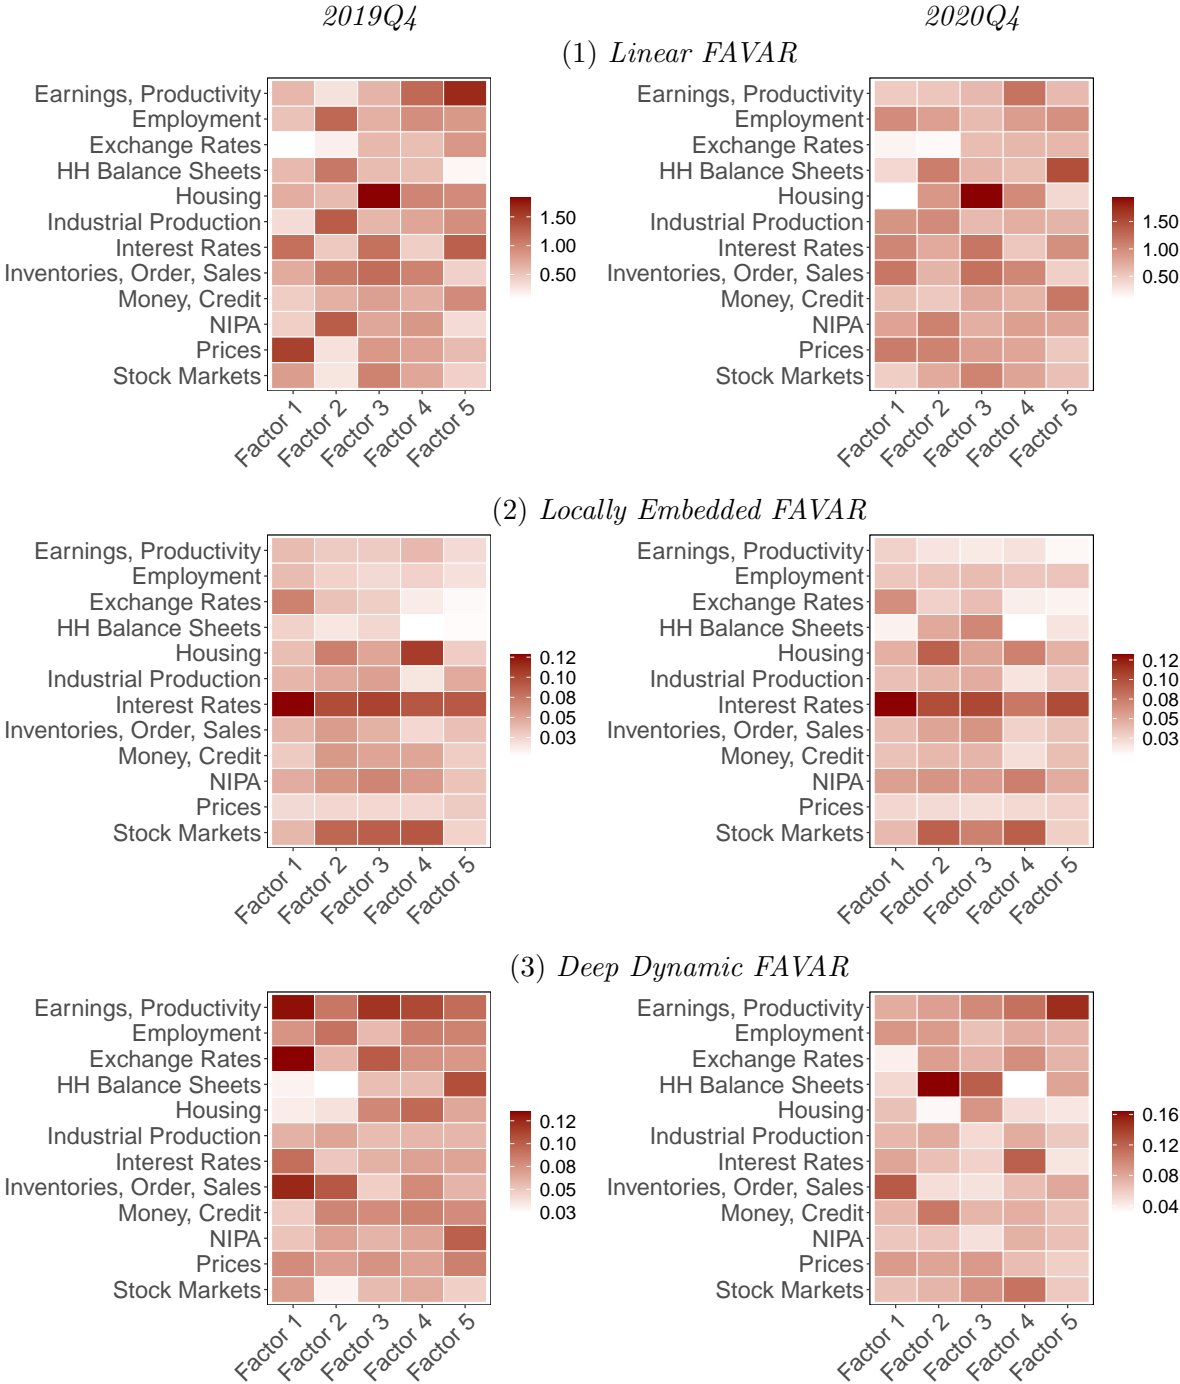 2019Q4 2020Q4
(1) Linear FAVAR
Earnings, Productivity
Employment
Exchange Rates
HH Balance Sheets
Housing
Industrial Production
Interest Rates
Inventories, Order, Sales
Money, Credit
NIPA
Prices
Stock Markets
Factor 1
Factor 2
Factor 3
Factor 4
Factor 5
1.50
1.00
0.50
Earnings, Productivity
Employment
Exchange Rates
HH Balance Sheets
Housing
Industrial Production
Interest Rates
Inventories, Order, Sales
Money, Credit
NIPA
Prices
Stock Markets
Factor 1
Factor 2
Factor 3
Factor 4
Factor 5
1.50
1.00
0.50
(2) Locally Embedded FAVAR
Earnings, Productivity
Employment
Exchange Rates
HH Balance Sheets
Housing
Industrial Production
Interest Rates
Inventories, Order, Sales
Money, Credit
NIPA
Prices
Stock Markets
Factor 1
Factor 2
Factor 3
Factor 4
Factor 5
0.12
0.10
0.08
0.05
0.03
Earnings, Productivity
Employment
Exchange Rates
HH Balance Sheets
Housing
Industrial Production
Interest Rates
Inventories, Order, Sales
Money, Credit
NIPA
Prices
Stock Markets
Factor 1
Factor 2
Factor 3
Factor 4
Factor 5
0.12
0.10
0.08
0.05
0.03
(3) Deep Dynamic FAVAR
Earnings, Productivity
Employment
Exchange Rates
HH Balance Sheets
Housing
Industrial Production
Interest Rates
Inventories, Order, Sales
Money, Credit
NIPA
Prices
Stock Markets
Factor 1
Factor 2
Factor 3
Factor 4
Factor 5
0.12
0.10
0.08
0.05
0.03
Earnings, Productivity
Employment
Exchange Rates
HH Balance Sheets
Housing
Industrial Production
Interest Rates
Inventories, Order, Sales
Money, Credit
NIPA
Prices
Stock Markets
Factor 1
Factor 2
Factor 3
Factor 4
Factor 5
0.16
0.12
0.08
0.04